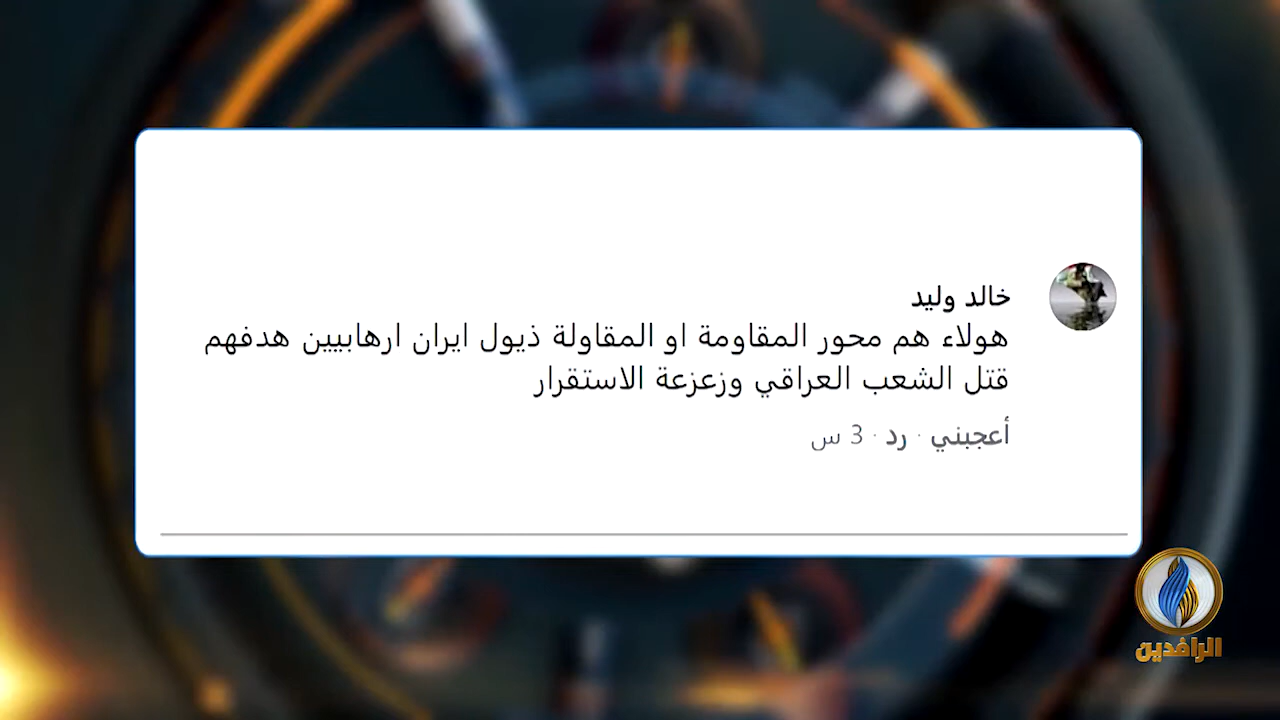 خالد وليد
هولاء هم محور المقاومة او المقاولة ذيول ايران ارهابيين هدفهم
قتل الشعب العراقي وزعزعة الاستقرار
أعجبني · رد · 3 س
الرافدين